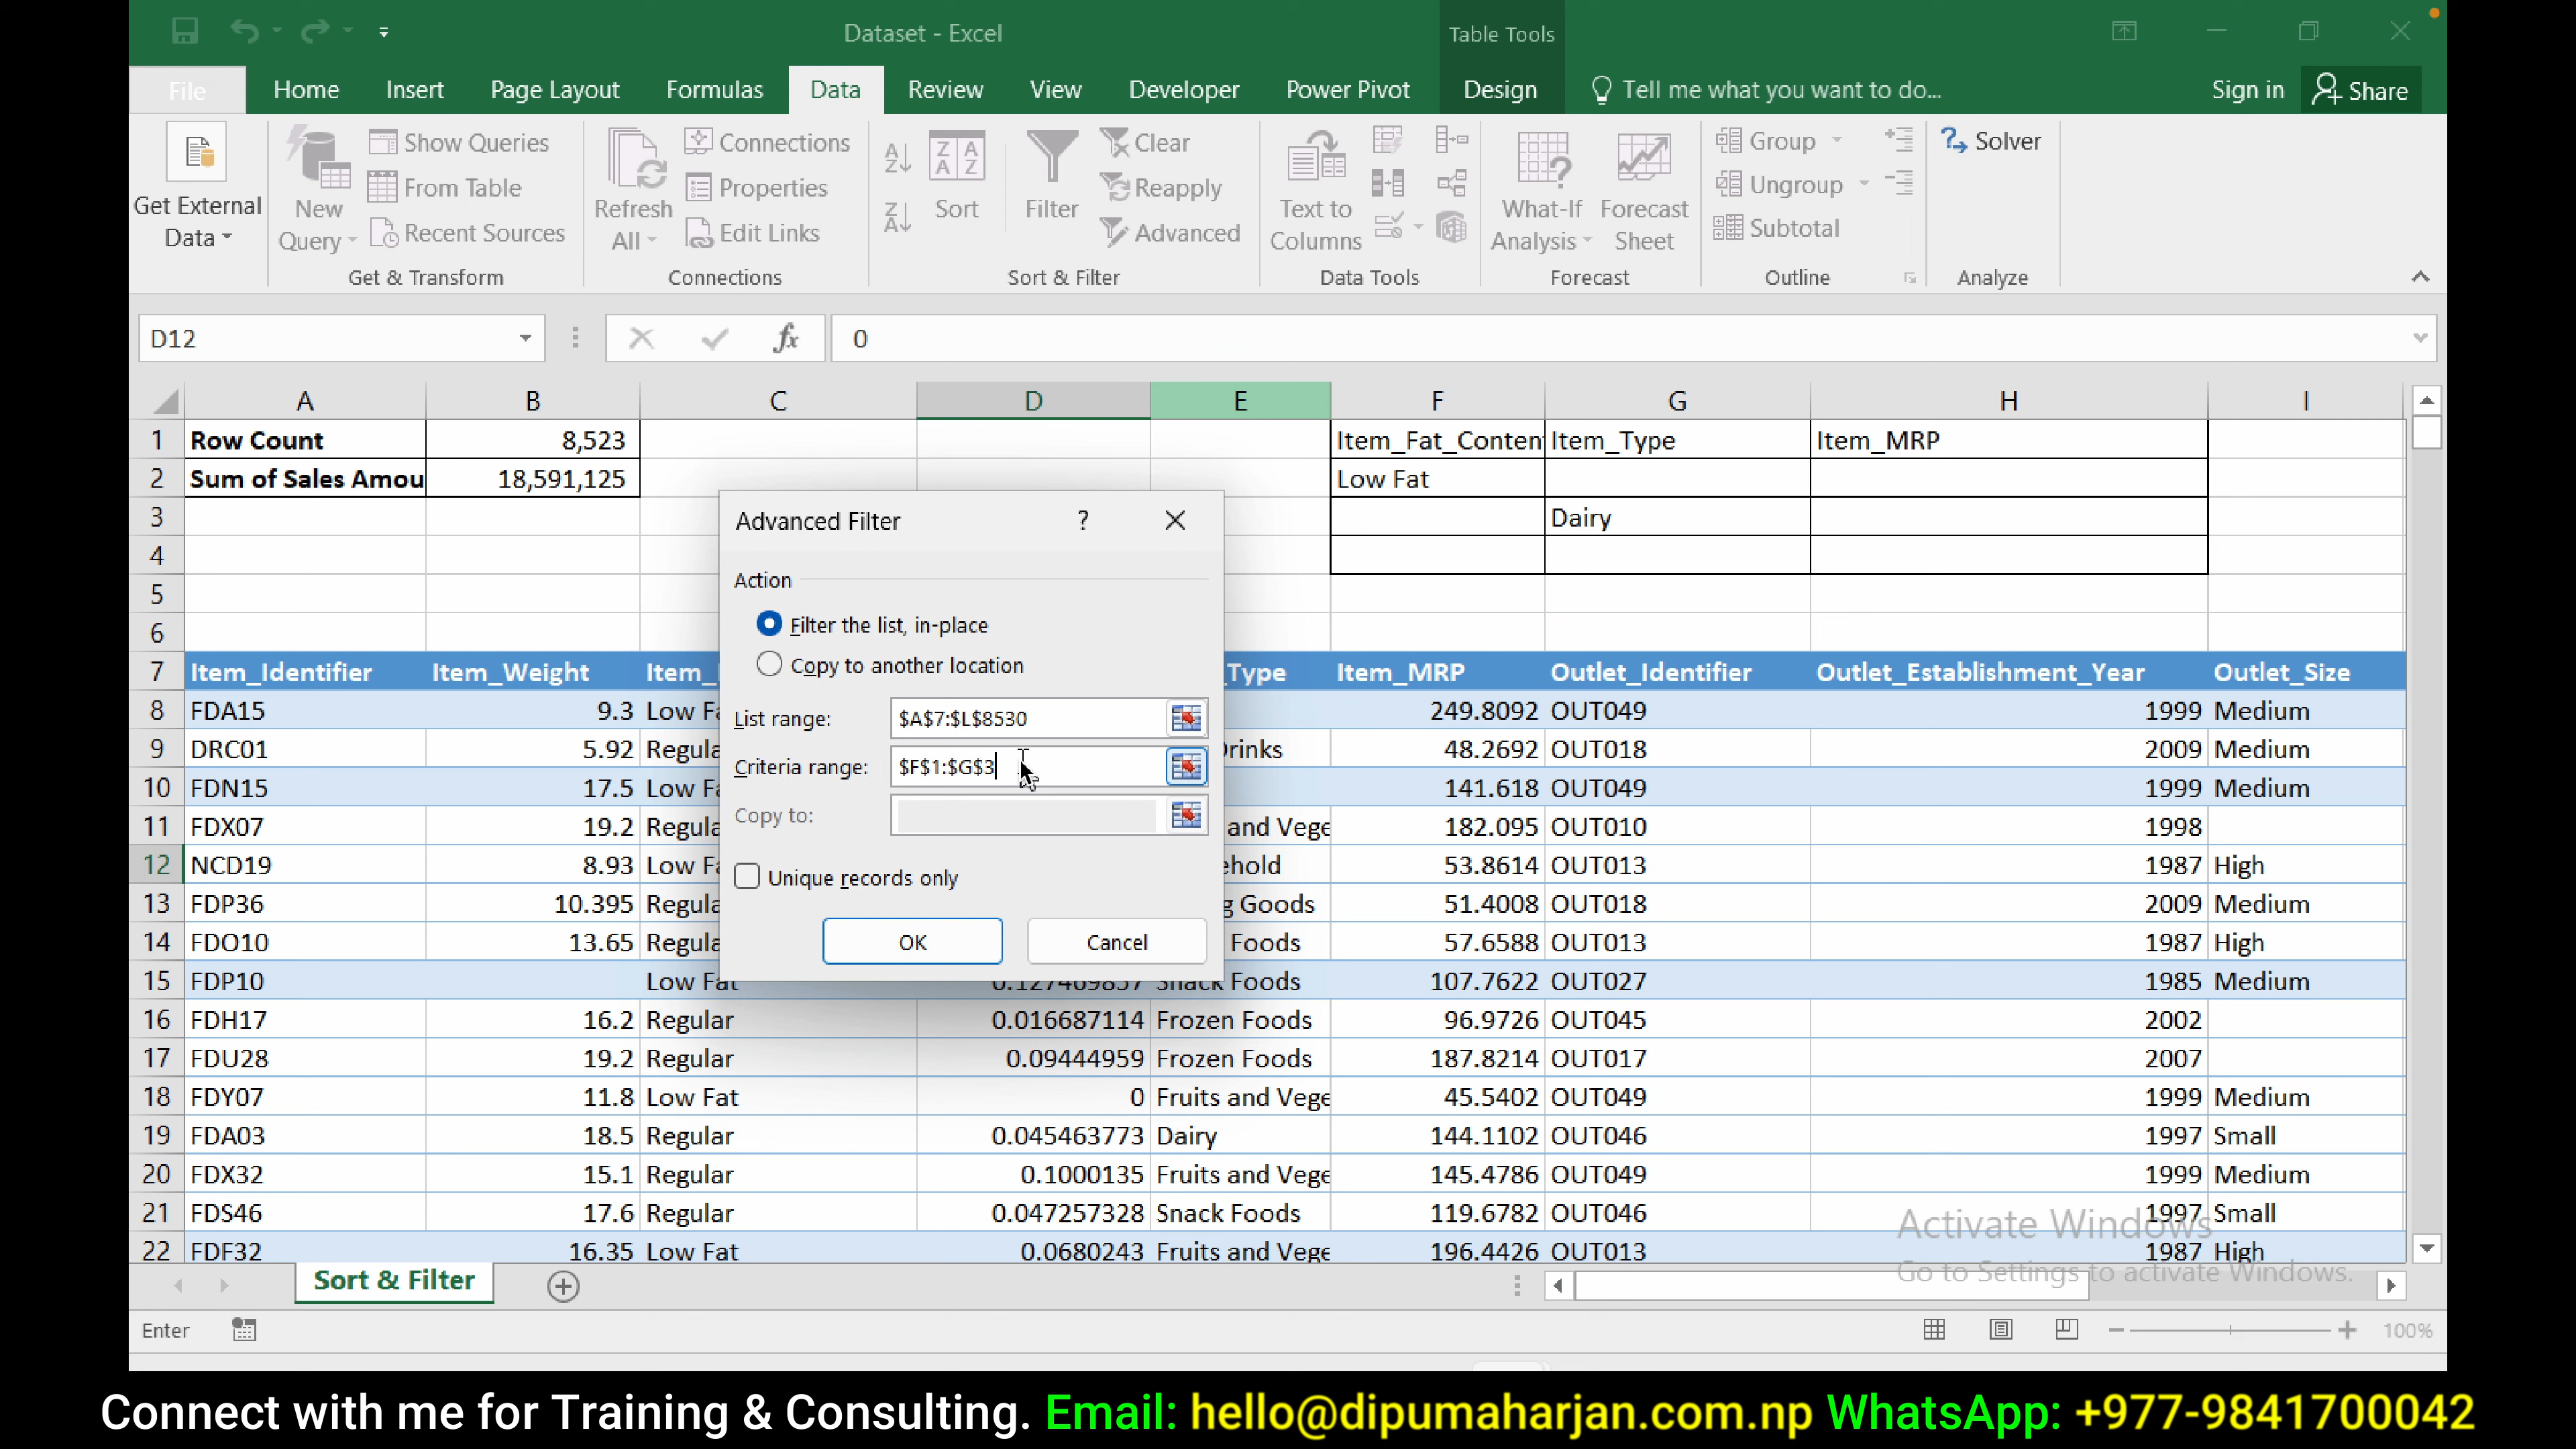 Dataset - Excel
Table Tools
File Home Insert Page Layout Formulas Data Review View Developer Power Pivot Design Tell me what you want to do... Sign in Share
Get External Data
New Query
Show Queries
From Table
Recent Sources
Get & Transform
Refresh All
Connections
Properties
Edit Links
Connections
Sort
Filter
Clear
Reapply
Advanced
Sort & Filter
Text to Columns
Data Tools
What-If Analysis
Forecast Sheet
Forecast
Group
Ungroup
Subtotal
Outline
Solver
Analyze
D12 fx 0
A B C D E F G H I
1 Row Count 8,523 Item_Fat_Conten Item_Type Item_MRP
2 Sum of Sales Amou 18,591,125 Low Fat
3 Dairy
4
5
6
7 Item_Identifier Item_Weight Item_ _Type Item_MRP Outlet_Identifier Outlet_Establishment_Year Outlet_Size
8 FDA15 9.3 Low Fa 249.8092 OUT049 1999 Medium
9 DRC01 5.92 Regula Drinks 48.2692 OUT018 2009 Medium
10 FDN15 17.5 Low Fa 141.618 OUT049 1999 Medium
11 FDX07 19.2 Regula and Vege 182.095 OUT010 1998
12 NCD19 8.93 Low Fa ehold 53.8614 OUT013 1987 High
13 FDP36 10.395 Regula g Goods 51.4008 OUT018 2009 Medium
14 FDO10 13.65 Regula Foods 57.6588 OUT013 1987 High
15 FDP10 Low Fat 0.127469857 Snack Foods 107.7622 OUT027 1985 Medium
16 FDH17 16.2 Regular 0.016687114 Frozen Foods 96.9726 OUT045 2002
17 FDU28 19.2 Regular 0.09444959 Frozen Foods 187.8214 OUT017 2007
18 FDY07 11.8 Low Fat 0 Fruits and Vege 45.5402 OUT049 1999 Medium
19 FDA03 18.5 Regular 0.045463773 Dairy 144.1102 OUT046 1997 Small
20 FDX32 15.1 Regular 0.1000135 Fruits and Vege 145.4786 OUT049 1999 Medium
21 FDS46 17.6 Regular 0.047257328 Snack Foods 119.6782 OUT046 1997 Small
22 FDF32 16.35 Low Fat 0.0680243 Fruits and Vege 196.4426 OUT013 1987 High
Advanced Filter ?
Action
Filter the list, in-place
Copy to another location
List range: $A$7:$L$8530
Criteria range: $F$1:$G$3
Copy to:
Unique records only
OK Cancel
Activate Windows
Go to Settings to activate Windows.
Sort & Filter
Enter 100%
Connect with me for Training & Consulting. Email: hello@dipumaharjan.com.np WhatsApp: +977-9841700042